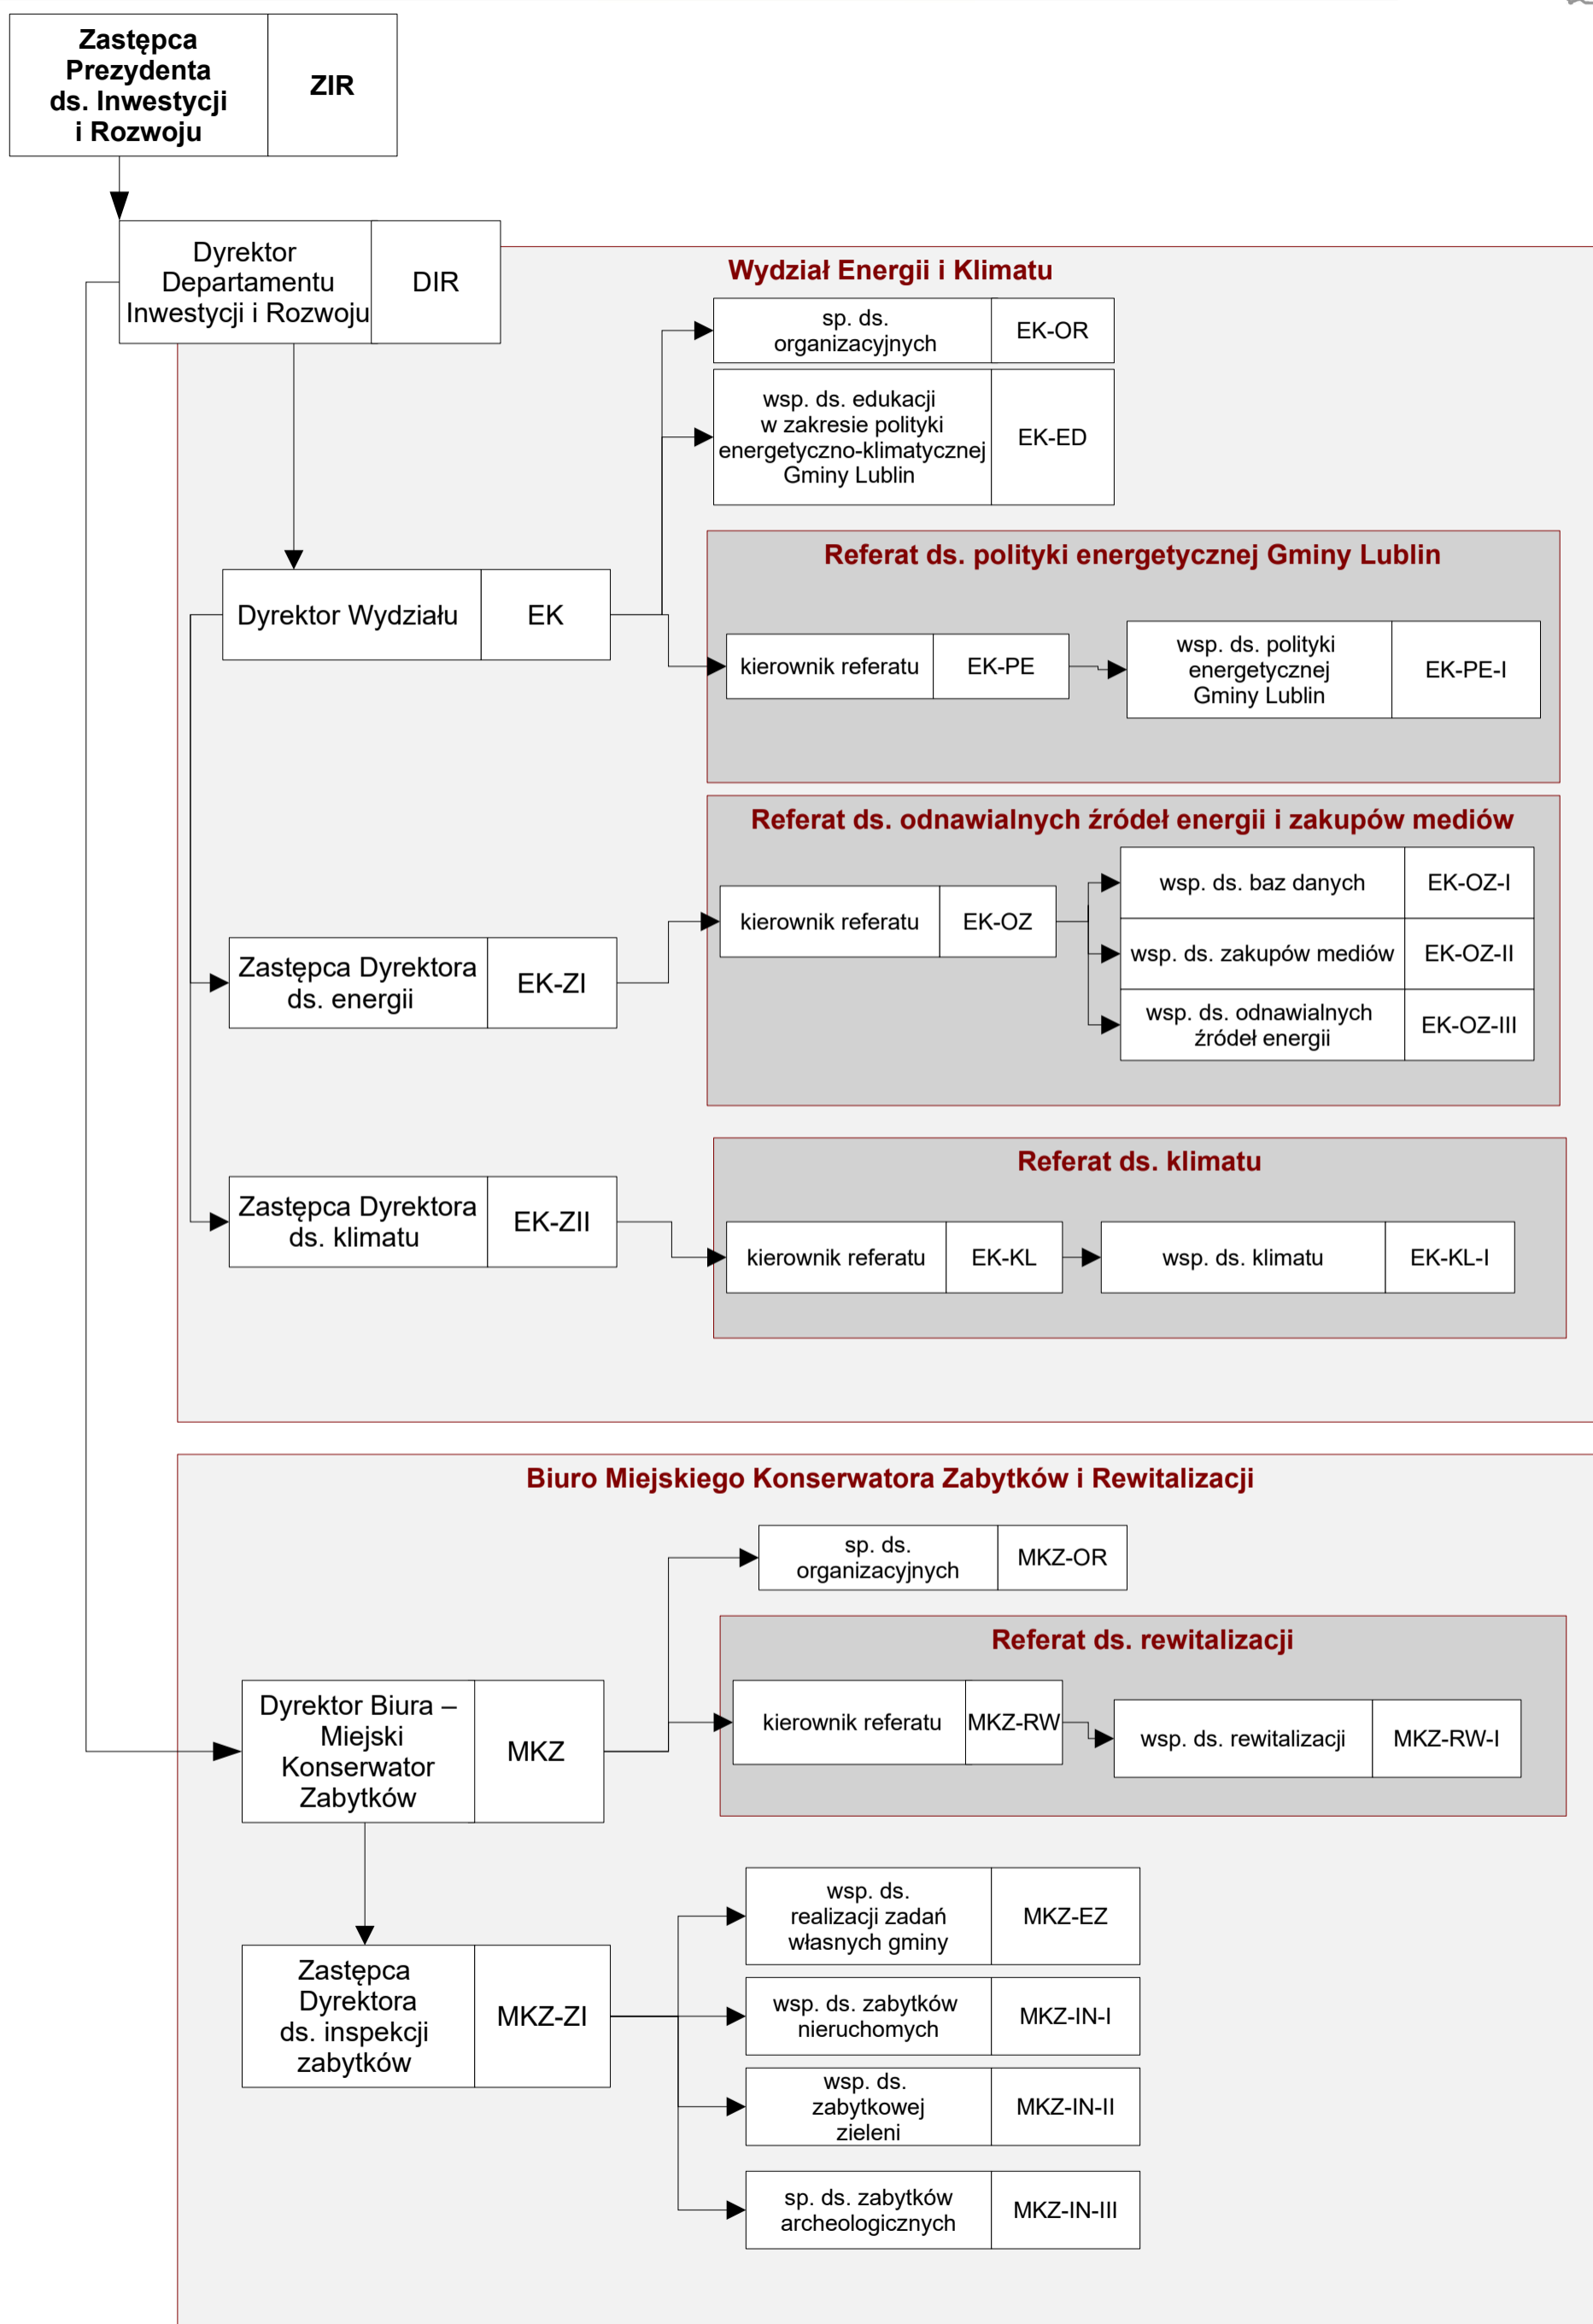 Zastępca
Prezydenta
ds. Inwestycji
i Rozwoju
ZIR
Dyrektor
Departamentu
Inwestycji i Rozwoju
DIR
Wydział Energii i Klimatu
sp. ds.
organizacyjnych
EK-OR
wsp. ds. edukacji
w zakresie polityki
energetyczno-klimatycznej
Gminy Lublin
EK-ED
Referat ds. polityki energetycznej Gminy Lublin
Dyrektor Wydziału
EK
kierownik referatu
EK-PE
wsp. ds. polityki
energetycznej
Gminy Lublin
EK-PE-I
Referat ds. odnawialnych źródeł energii i zakupów mediów
Zastępca Dyrektora
ds. energii
EK-ZI
kierownik referatu
EK-OZ
wsp. ds. baz danych
EK-OZ-I
wsp. ds. zakupów mediów
EK-OZ-II
wsp. ds. odnawialnych
źródeł energii
EK-OZ-III
Referat ds. klimatu
Zastępca Dyrektora
ds. klimatu
EK-ZII
kierownik referatu
EK-KL
wsp. ds. klimatu
EK-KL-I
Biuro Miejskiego Konserwatora Zabytków i Rewitalizacji
sp. ds.
organizacyjnych
MKZ-OR
Referat ds. rewitalizacji
Dyrektor Biura –
Miejski
Konserwator
Zabytków
MKZ
kierownik referatu
MKZ-RW
wsp. ds. rewitalizacji
MKZ-RW-I
Zastępca
Dyrektora
ds. inspekcji
zabytków
MKZ-ZI
wsp. ds.
realizacji zadań
własnych gminy
MKZ-EZ
wsp. ds. zabytków
nieruchomych
MKZ-IN-I
wsp. ds.
zabytkowej
zieleni
MKZ-IN-II
sp. ds. zabytków
archeologicznych
MKZ-IN-III